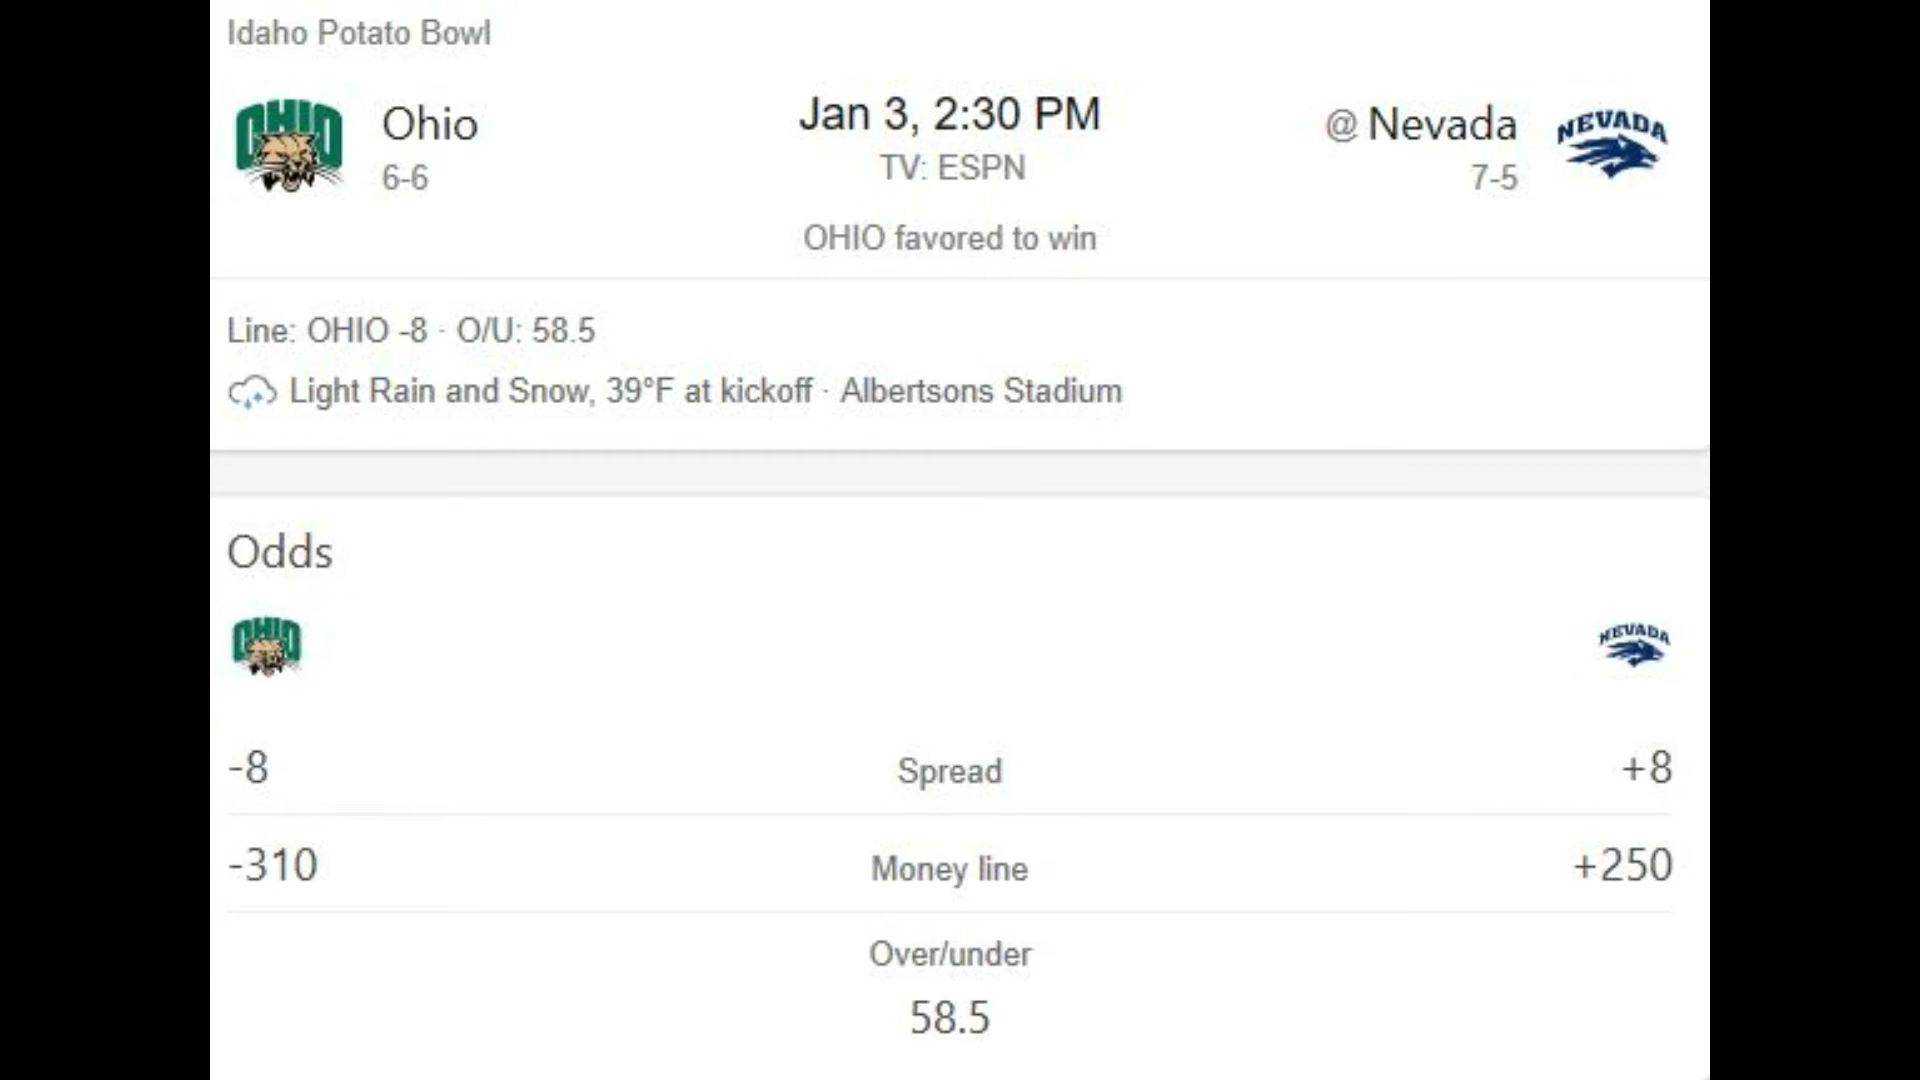 Idaho Potato Bowl
OHIO
Ohio
6-6
Jan 3, 2:30 PM
TV: ESPN
OHIO favored to win
@ Nevada
7-5
NEVADA
Line: OHIO -8 · O/U: 58.5
Light Rain and Snow, 39°F at kickoff · Albertsons Stadium
Odds
OHIO
NEVADA
-8 Spread +8
-310 Money line +250
Over/under
58.5